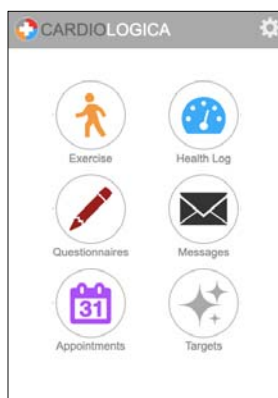 CARDIOLOGICA
Exercise Health Log
Questionnaires Messages
31
Appointments Targets